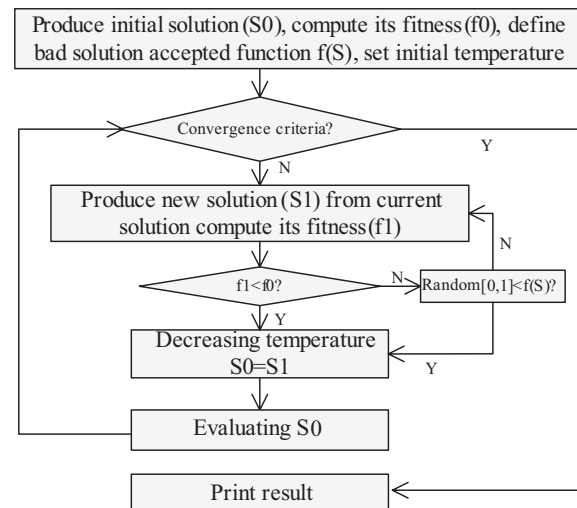 Produce initial solution(S0), compute its fitness(f0), define
bad solution accepted function f(S), set initial temperature
Convergence criteria?
Y
N
Produce new solution(S1) from current
solution compute its fitness(f1)
N
f1<f0?
N
Random[0,1]<f(S)?
Y
Decreasing temperature
S0=S1
Y
Evaluating S0
Print result